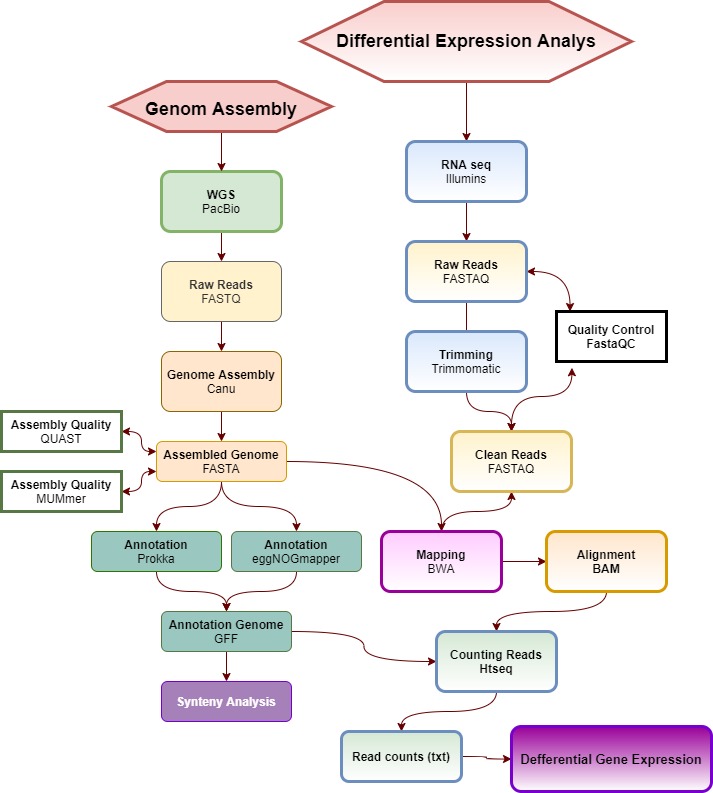 Differential Expression Analys
Genom Assembly
RNA seq
Illumins
WGS
PacBio
Raw Reads
FASTAQ
Raw Reads
FASTQ
Quality Control
FastaQC
Trimming
Trimmomatic
Genome Assembly
Canu
Assembly Quality
QUAST
Assembled Genome
FASTA
Clean Reads
FASTAQ
Assembly Quality
MUMmer
Annotation
Prokka
Annotation
eggNOGmapper
Mapping
BWA
Alignment
BAM
Annotation Genome
GFF
Counting Reads
Htseq
Synteny Analysis
Read counts (txt)
Defferential Gene Expression